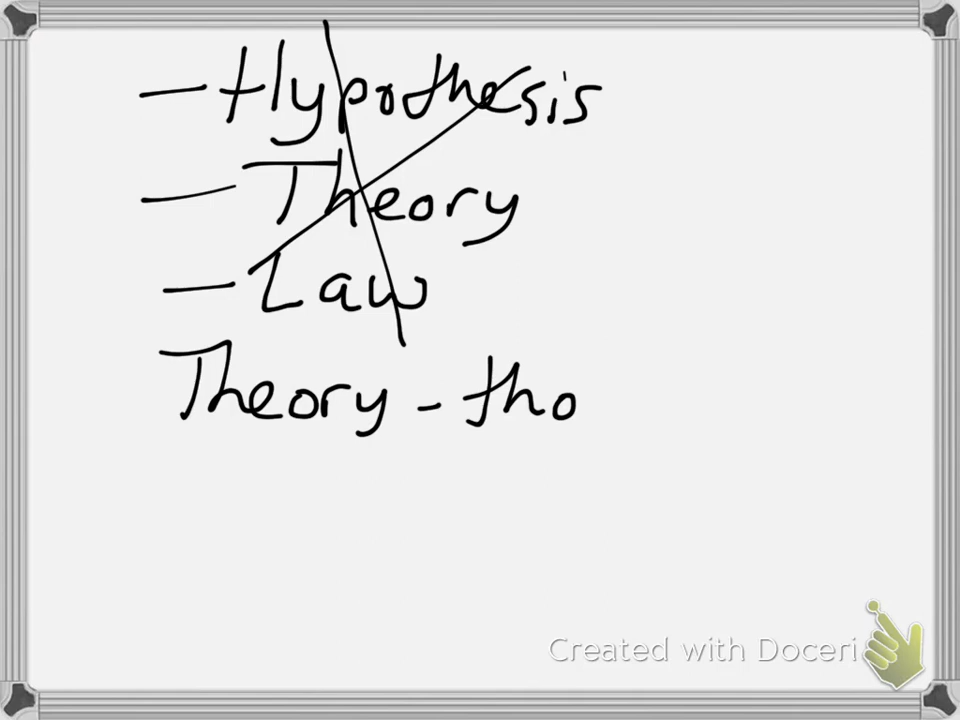 - Hypothesis
- Theory
- Law
Theory - tho
Created with Doceri